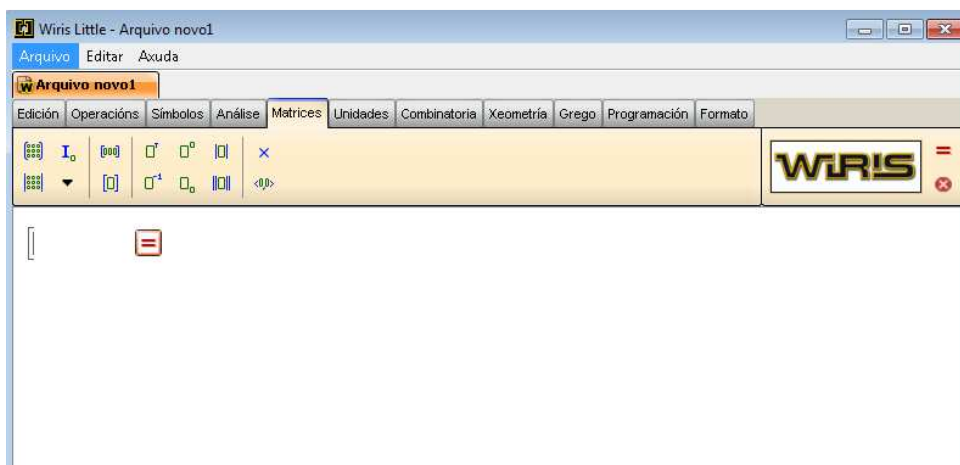 Wiris Little - Arquivo novo1
Arquivo Editar Axuda
Arquivo novo1
Edición Operacións Símbolos Análise Matrices Unidades Combinatoria Xeometría Grego Programación Formato
WIRIS